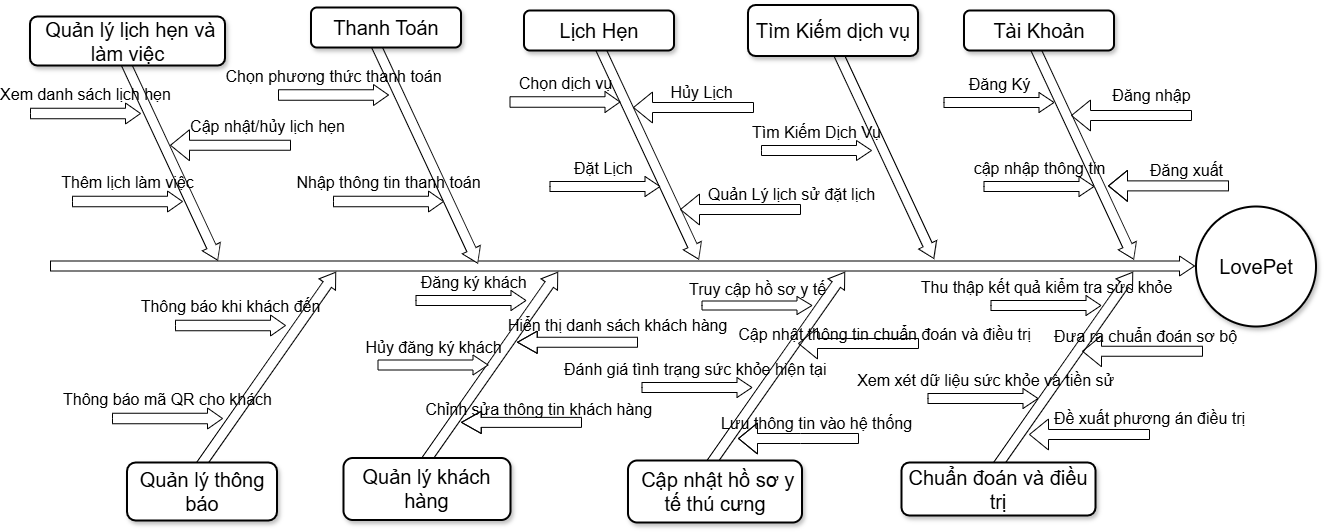 Quản lý lịch hẹn và
làm việc
Thanh Toán
Lịch Hẹn
Tìm Kiếm dịch vụ
Tài Khoản
Xem danh sách lịch hẹn
Cập nhật/hủy lịch hẹn
Thêm lịch làm việc
Chọn phương thức thanh toán
Nhập thông tin thanh toán
Chọn dịch vụ
Hủy Lịch
Đặt Lịch
Quản Lý lịch sử đặt lịch
Tìm Kiếm Dịch Vụ
Đăng Ký
Đăng nhập
cập nhập thông tin
Đăng xuất
LovePet
Thông báo khi khách đến
Thông báo mã QR cho khách
Đăng ký khách
Hiển thị danh sách khách hàng
Hủy đăng ký khách
Chỉnh sửa thông tin khách hàng
Truy cập hồ sơ y tế
Cập nhật thông tin chuẩn đoán và điều trị
Đánh giá tình trạng sức khỏe hiện tại
Lưu thông tin vào hệ thống
Thu thập kết quả kiểm tra sức khỏe
Đưa ra chuẩn đoán sơ bộ
Xem xét dữ liệu sức khỏe và tiền sử
Đề xuất phương án điều trị
Quản lý thông
báo
Quản lý khách
hàng
Cập nhật hồ sơ y
tế thú cưng
Chuẩn đoán và điều
trị